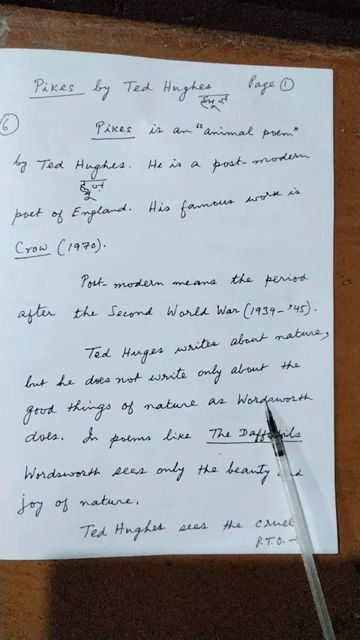 Pikes by Ted Hughes Page 1
ह्यूज
6
Pikes is an "animal poem"
by Ted Hughes. He is a post-modern
ह्यूज
poet of England. His famous work is
Crow (1970).
Post-modern means the period
after the Second World War (1939-'45).
Ted Huges writes about nature,
but he does not write only about the
good things of nature as Wordsworth
does. In poems like The Daffodils
Wordsworth sees only the beauty and
joy of nature.
Ted Hughes sees the cruel
P.T.O. →